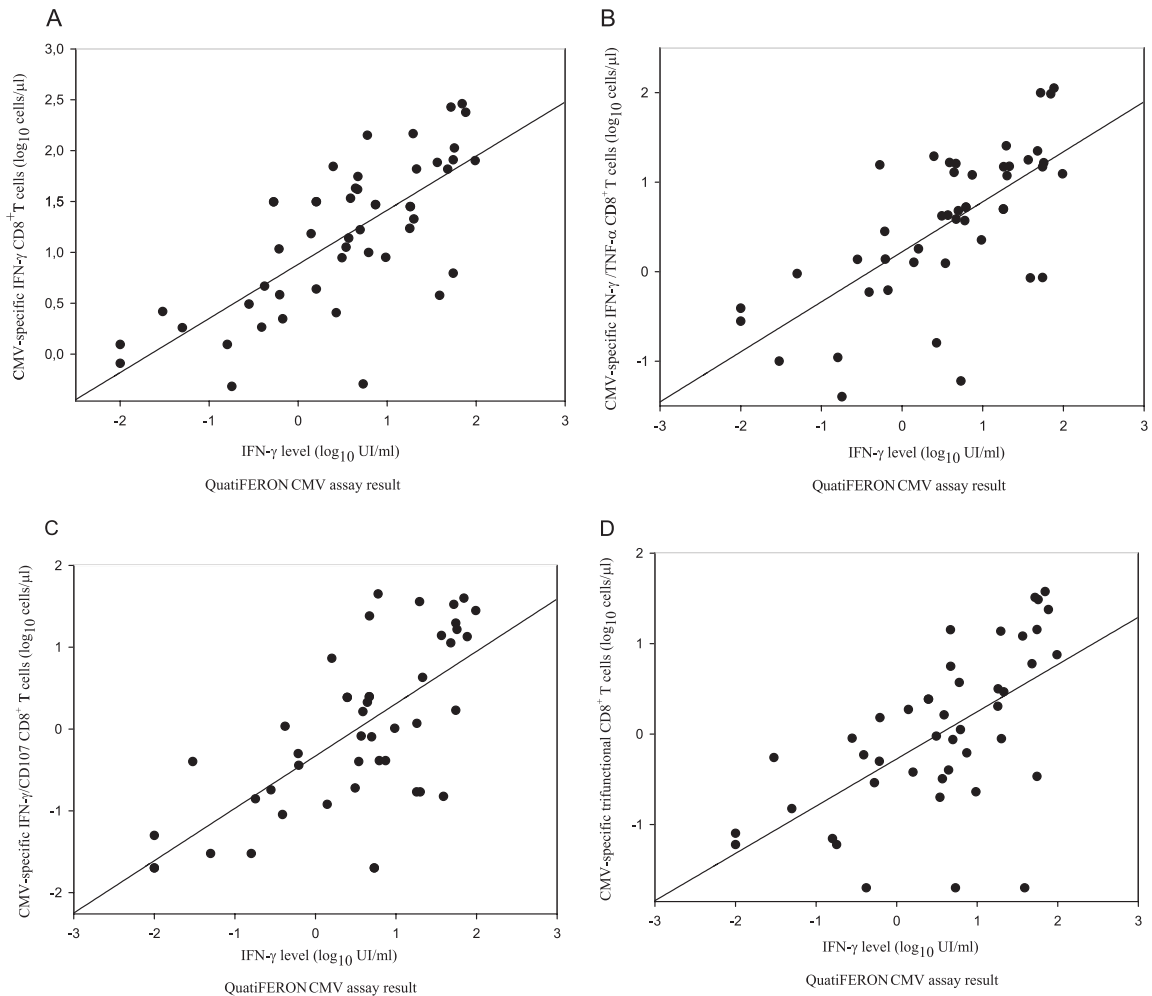 A
CMV-specific IFN-γ CD8+T cells (log10 cells/μl)
3,0
2,5
2,0
1,5
1,0
0,5
0,0
-2
-1
0
1
2
3
IFN-γ level (log10 UI/ml)
QuatiFERON CMV assay result
B
CMV-specific IFN-γ /TNF-α CD8+T cells (log10 cells/μl)
2
1
0
-1
-3
-2
-1
0
1
2
3
IFN-γ level (log10 UI/ml)
QuatiFERON CMV assay result
C
CMV-specific IFN-γ/CD107 CD8+ T cells (log10 cells/μl)
2
1
0
-1
-2
-3
-2
-1
0
1
2
3
IFN-γ level (log10 UI/ml)
QuatiFERON CMV assay result
D
CMV-specific trifunctional CD8+ T cells (log10 cells/μl)
2
1
0
-1
-3
-2
-1
0
1
2
3
IFN-γ level (log10 UI/ml)
QuatiFERON CMV assay result